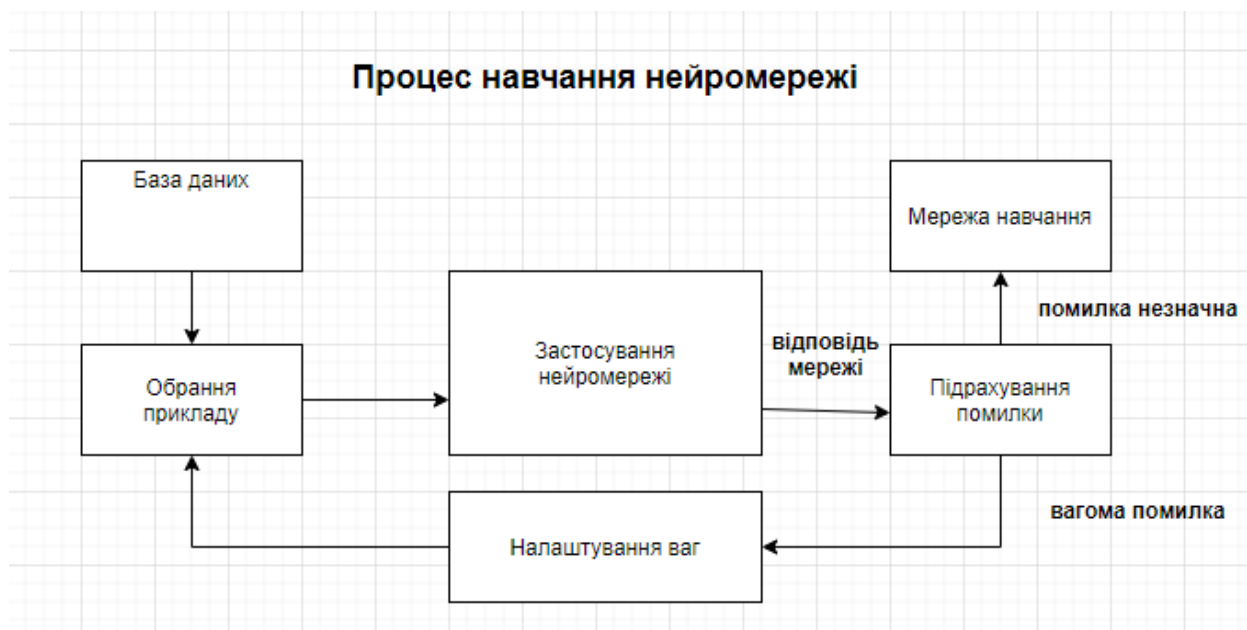 Процес навчання нейромережі
База даних
Мережа навчання
помилка незначна
Обрання
прикладу
Застосування
нейромережі
відповідь
мережі
Підрахування
помилки
вагома помилка
Налаштування ваг